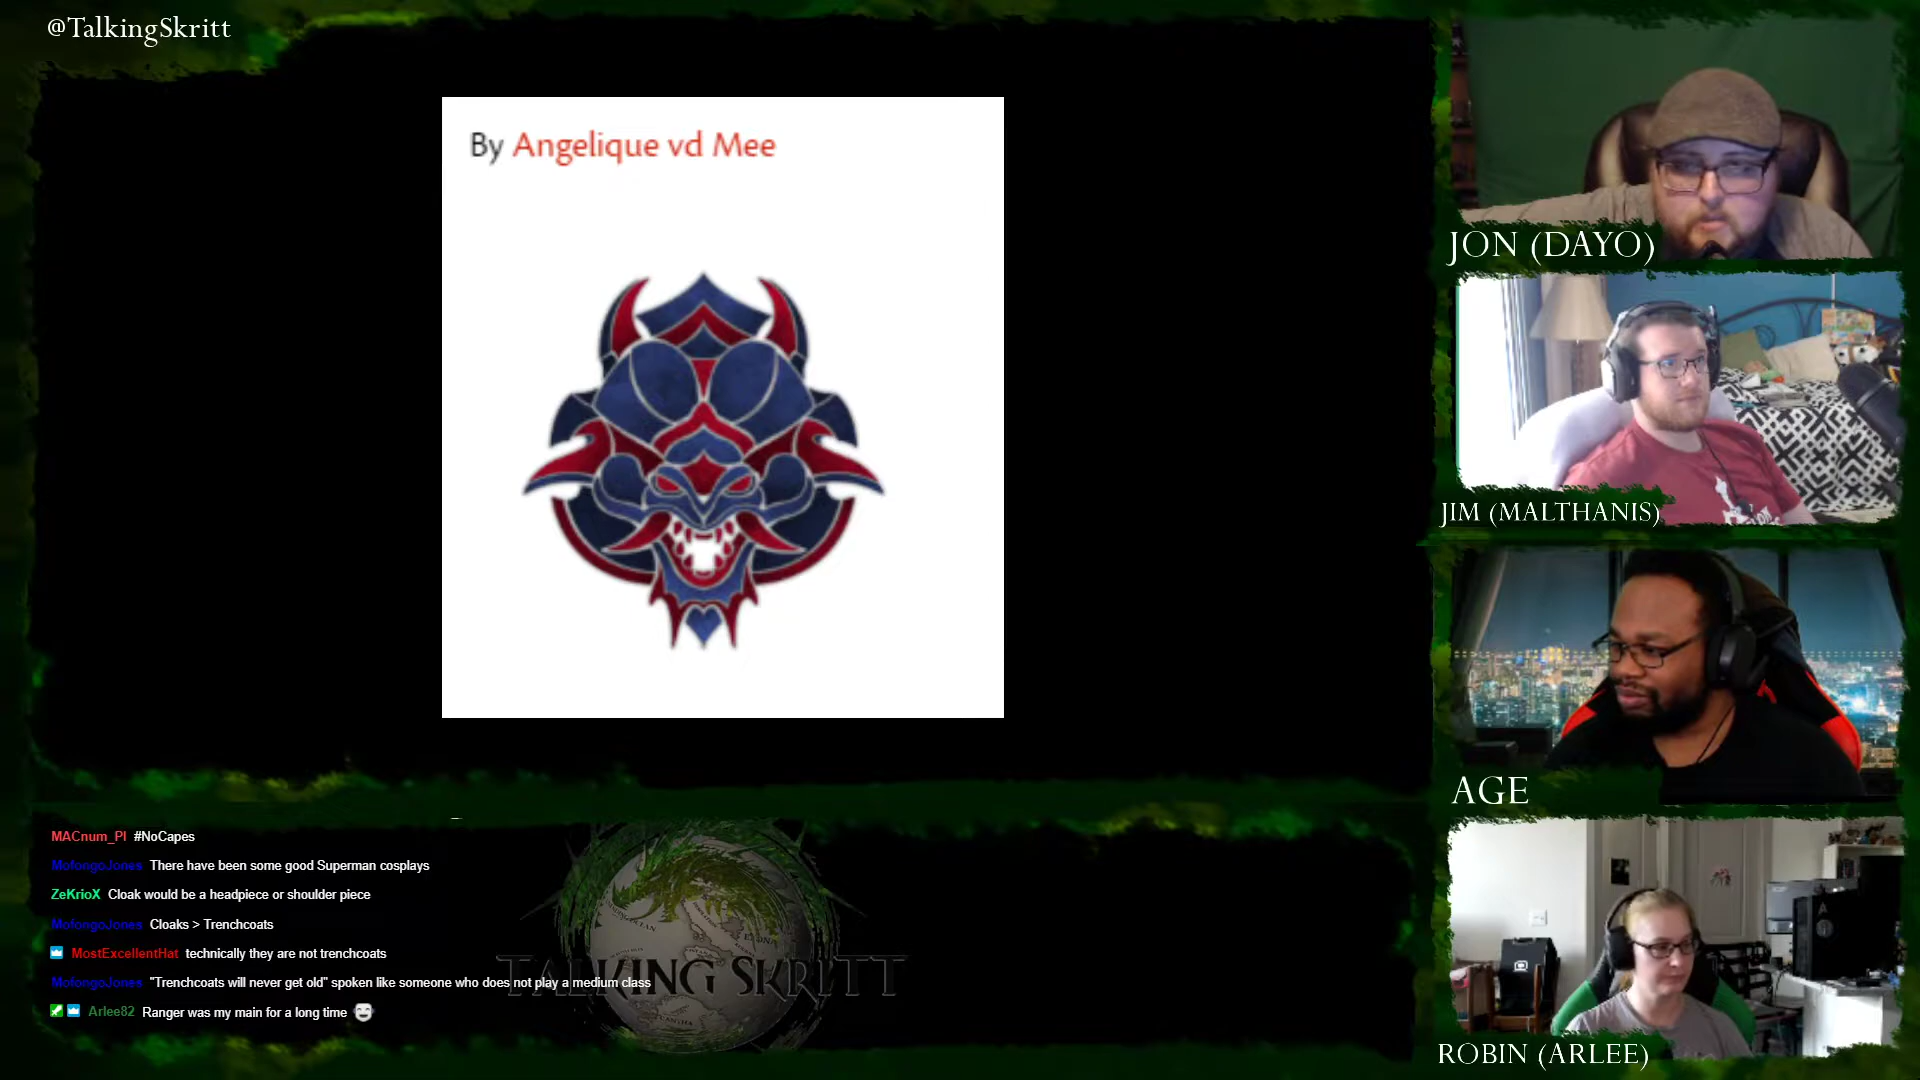 @TalkingSkritt
By Angelique vd Mee
JON (DAYO)
JIM (MALTHANIS)
AGE
ROBIN (ARLEE)
MACnum_PI #NoCapes
MofongoJones There have been some good Superman cosplays
ZeKrioX Cloak would be a headpiece or shoulder piece
MofongoJones Cloaks > Trenchcoats
MostExcellentHat technically they are not trenchcoats
MofongoJones "Trenchcoats will never get old" spoken like someone who does not play a medium class
Arlee82 Ranger was my main for a long time
TALKING SKRITT